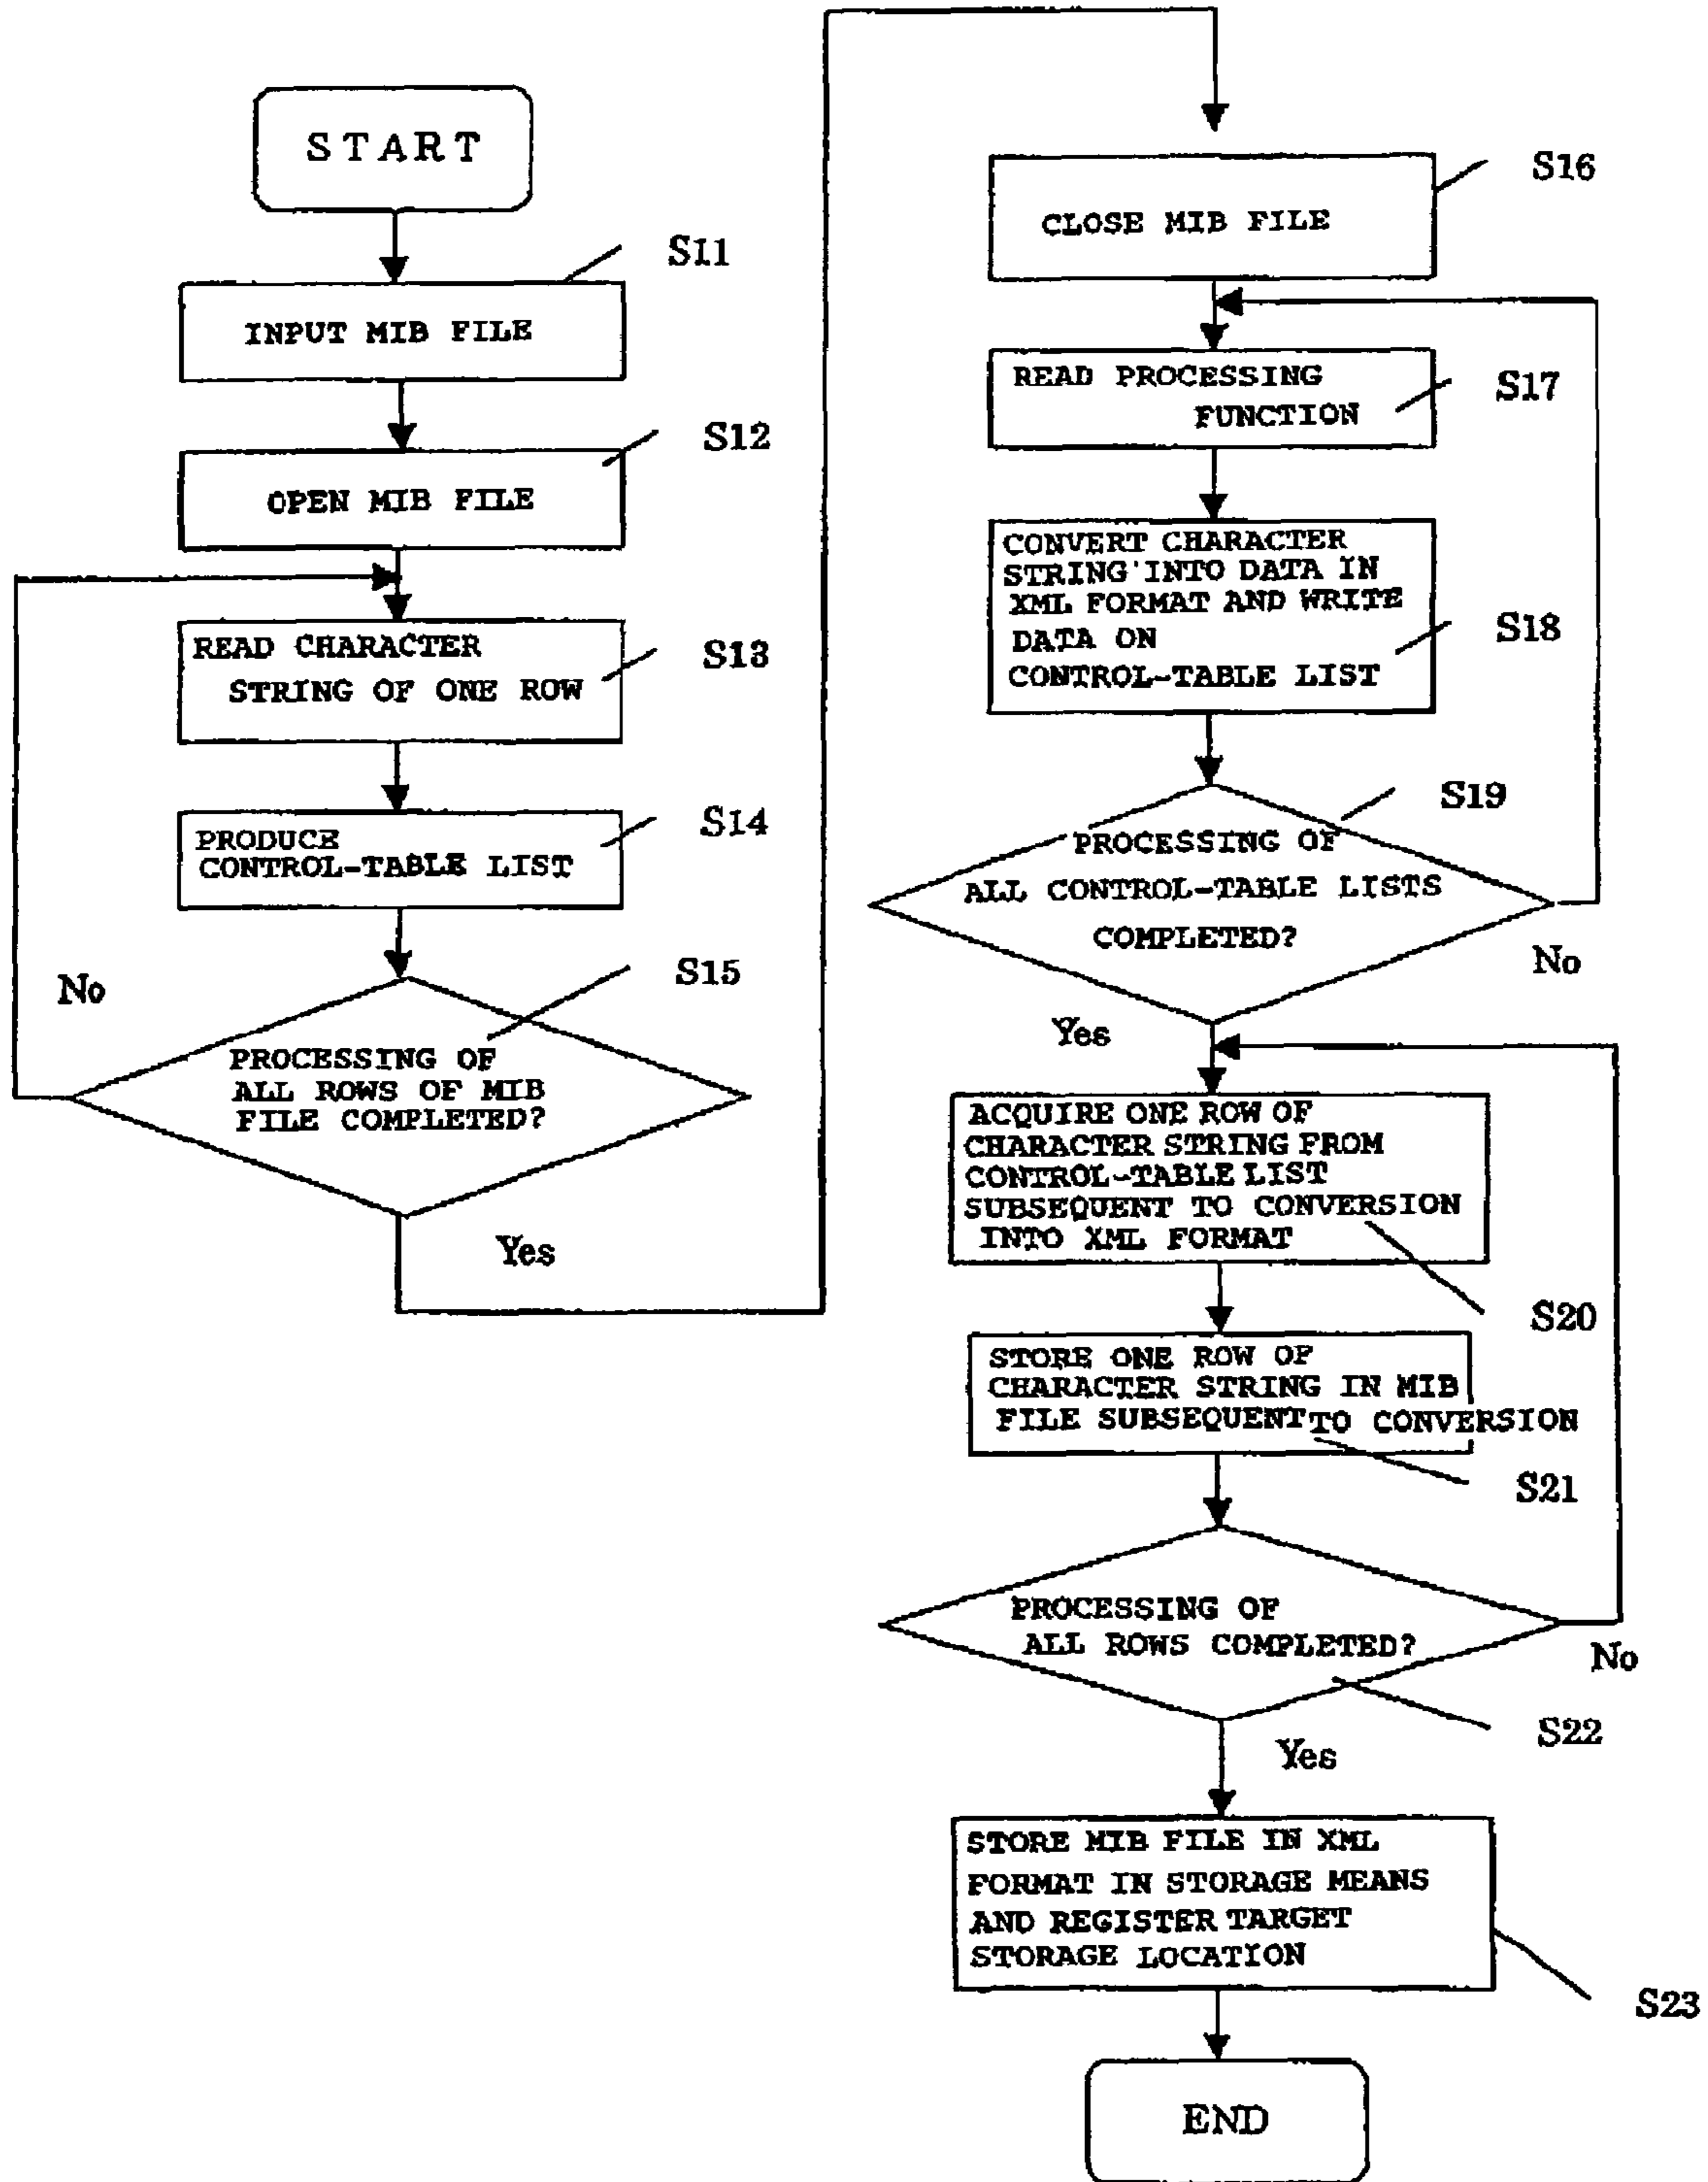 START
S11
INPUT MIB FILE
S12
OPEN MIB FILE
S13
READ CHARACTER
STRING OF ONE ROW
S14
PRODUCE
CONTROL-TABLE LIST
No
S15
PROCESSING OF
ALL ROWS OF MIB
FILE COMPLETED?
Yes
S16
CLOSE MIB FILE
S17
READ PROCESSING
FUNCTION
CONVERT CHARACTER
STRING INTO DATA IN
XML FORMAT AND WRITE
DATA ON
CONTROL-TABLE LIST
S18
S19
PROCESSING OF
ALL CONTROL-TABLE LISTS
COMPLETED?
No
Yes
ACQUIRE ONE ROW OF
CHARACTER STRING FROM
CONTROL-TABLE LIST
SUBSEQUENT TO CONVERSION
INTO XML FORMAT
S20
STORE ONE ROW OF
CHARACTER STRING IN MIB
FILE SUBSEQUENT TO CONVERSION
S21
PROCESSING OF
ALL ROWS COMPLETED?
No
S22
Yes
STORE MIB FILE IN XML
FORMAT IN STORAGE MEANS
AND REGISTER TARGET
STORAGE LOCATION
S23
END